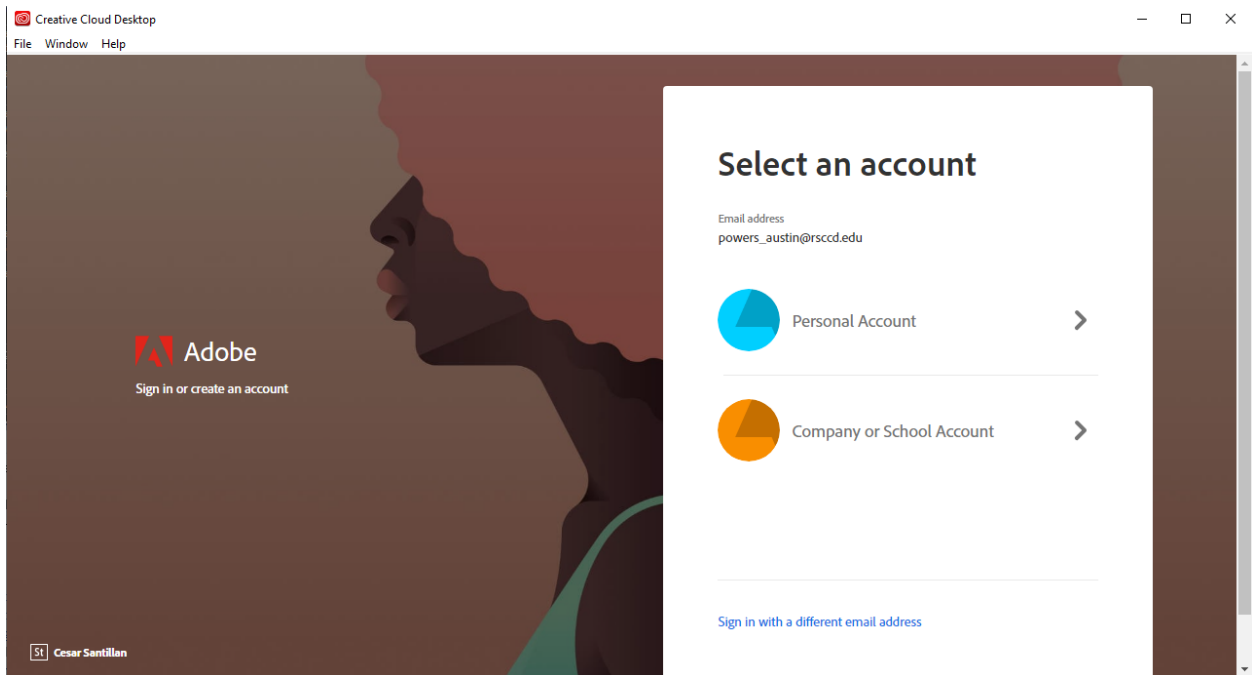 Creative Cloud Desktop
File Window Help
Select an account
Email address
powers_austin@rsccd.edu
Personal Account
Company or School Account
Sign in with a different email address
Adobe
Sign in or create an account
St Cesar Santillan